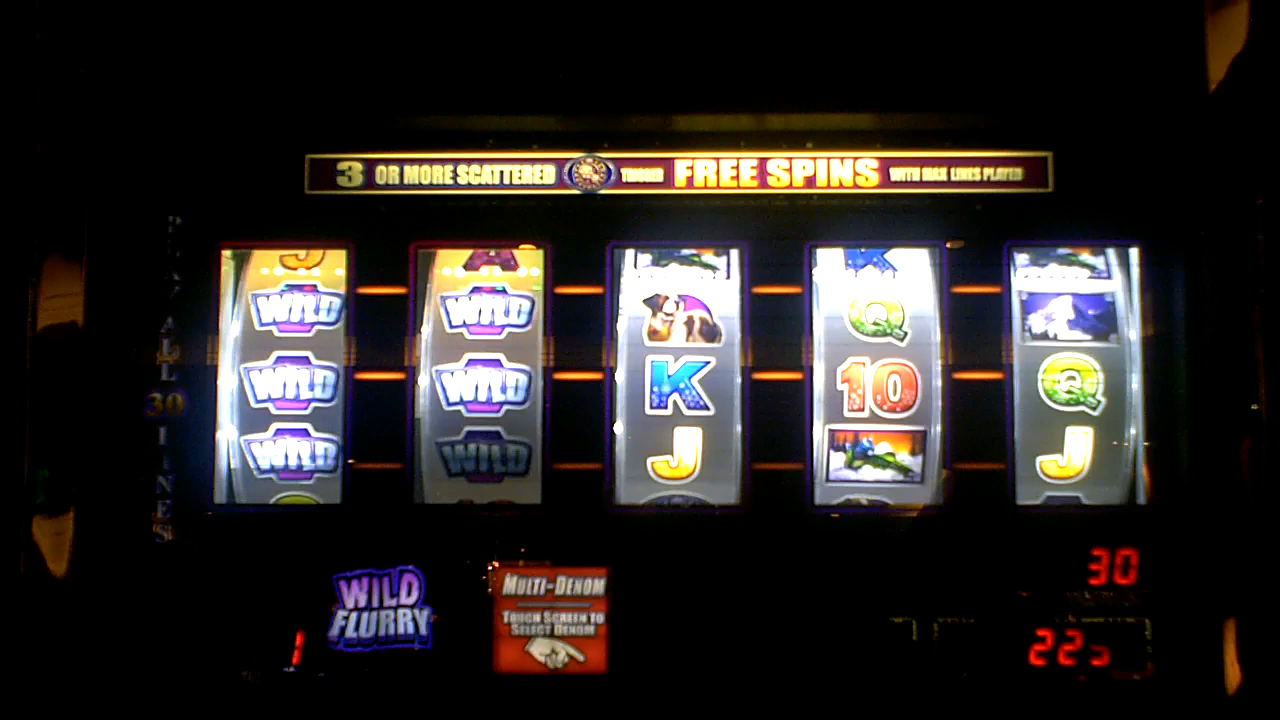 3 OR MORE SCATTERED TRIGGER FREE SPINS WITH MAX LINES PLAYED
J A K
WILD WILD Q
WILD WILD K 10 Q
WILD WILD J J
PLAY ALL 30 LINES
WILD FLURRY
MULTI-DENOM
TOUCH SCREEN TO
SELECT DENOM
30
1